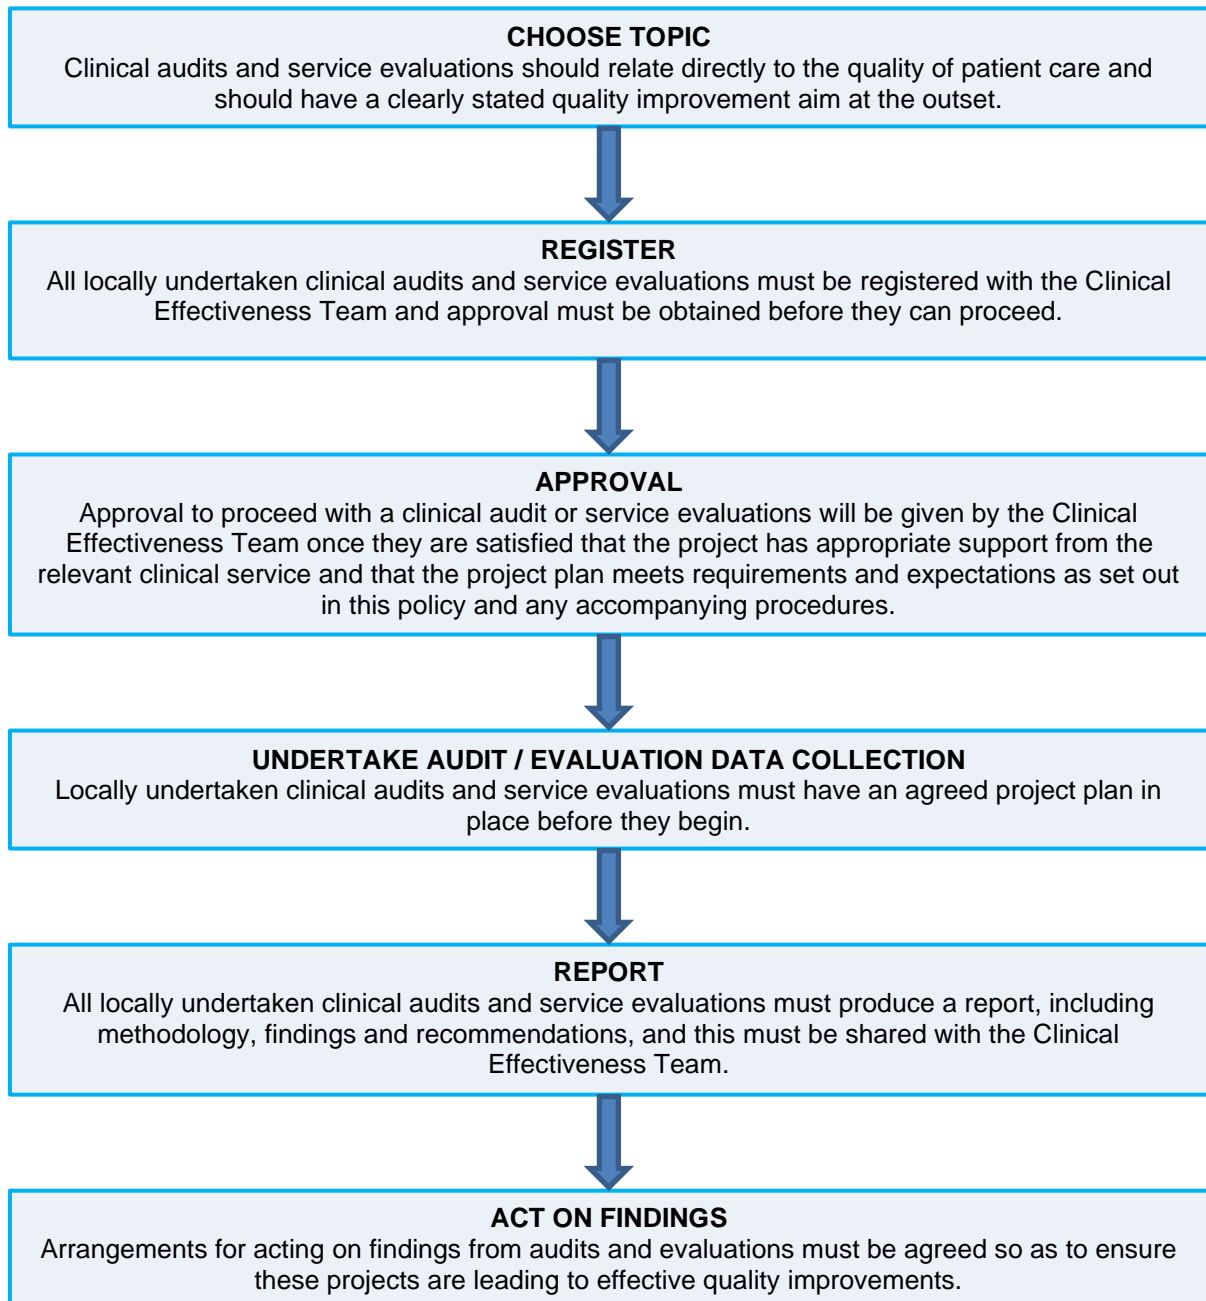 CHOOSE TOPIC
Clinical audits and service evaluations should relate directly to the quality of patient care and
should have a clearly stated quality improvement aim at the outset.
REGISTER
All locally undertaken clinical audits and service evaluations must be registered with the Clinical
Effectiveness Team and approval must be obtained before they can proceed.
APPROVAL
Approval to proceed with a clinical audit or service evaluations will be given by the Clinical
Effectiveness Team once they are satisfied that the project has appropriate support from the
relevant clinical service and that the project plan meets requirements and expectations as set out
in this policy and any accompanying procedures.
UNDERTAKE AUDIT / EVALUATION DATA COLLECTION
Locally undertaken clinical audits and service evaluations must have an agreed project plan in
place before they begin.
REPORT
All locally undertaken clinical audits and service evaluations must produce a report, including
methodology, findings and recommendations, and this must be shared with the Clinical
Effectiveness Team.
ACT ON FINDINGS
Arrangements for acting on findings from audits and evaluations must be agreed so as to ensure
these projects are leading to effective quality improvements.